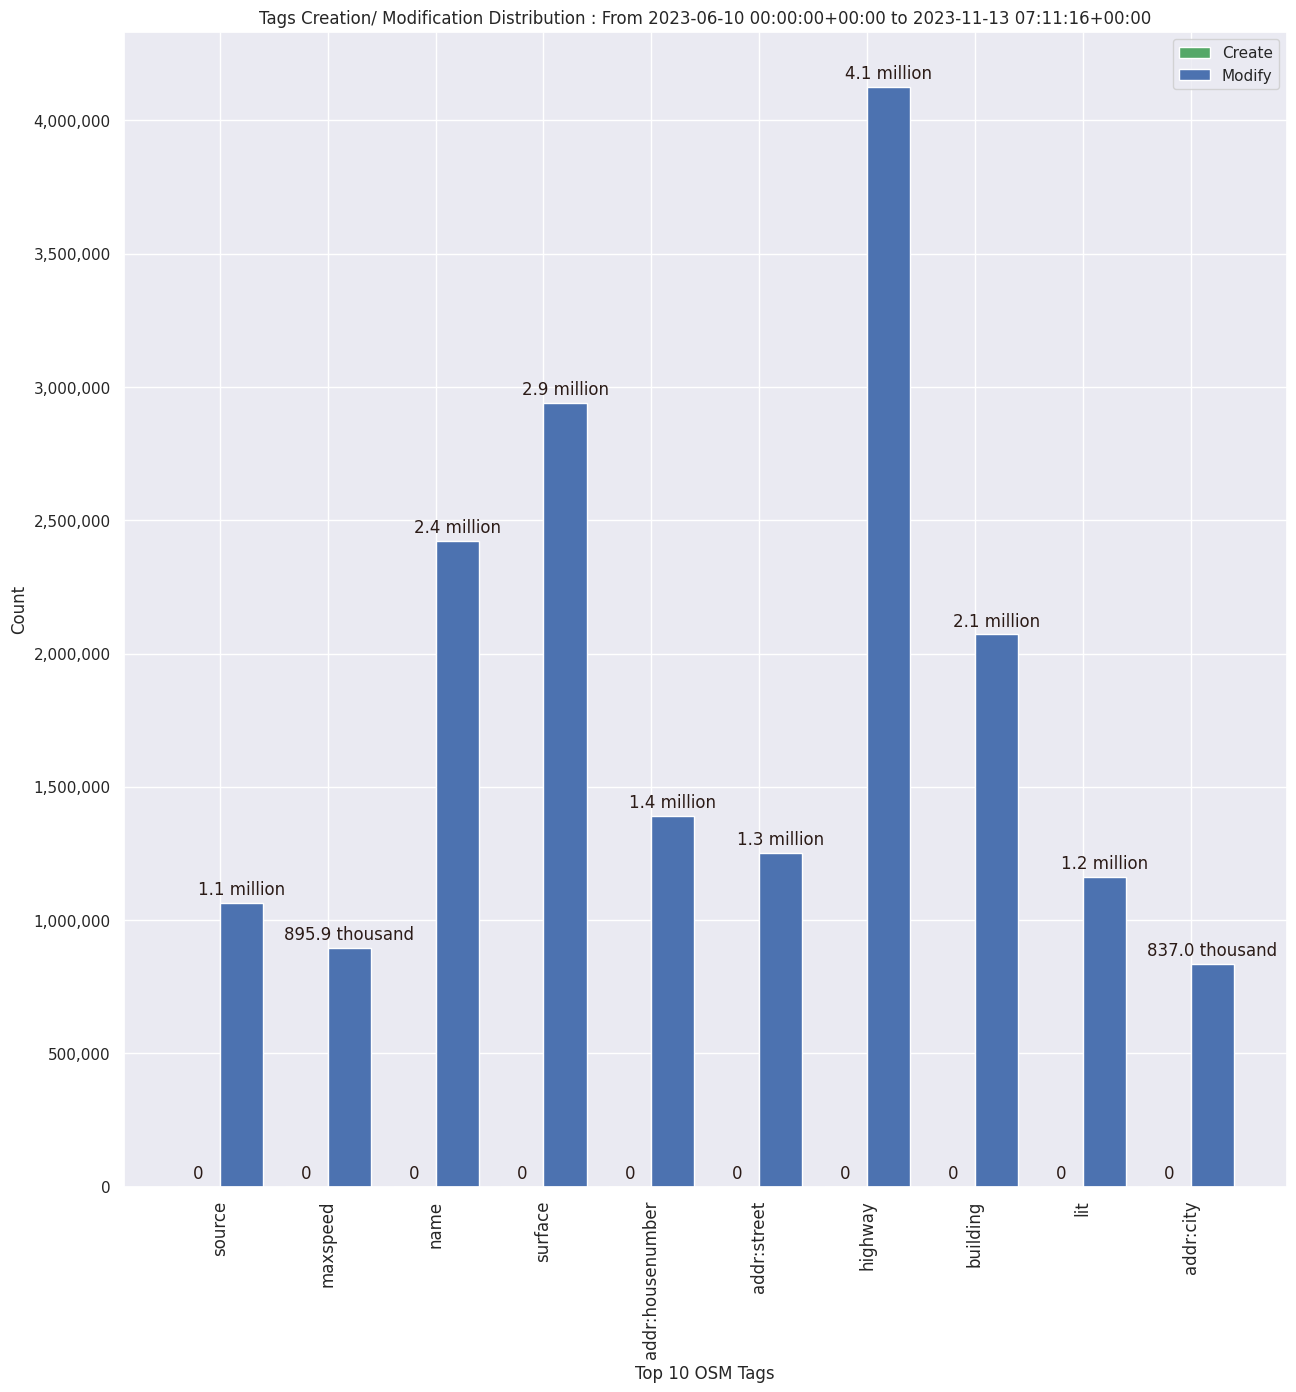 Tags Creation/ Modification Distribution : From 2023-06-10 00:00:00+00:00 to 2023-11-13 07:11:16+00:00
Create
Modify
4,000,000
3,500,000
3,000,000
2,500,000
2,000,000
1,500,000
1,000,000
500,000
0
Count
1.1 million
895.9 thousand
2.4 million
2.9 million
1.4 million
1.3 million
4.1 million
2.1 million
1.2 million
837.0 thousand
0
0
0
0
0
0
0
0
0
0
source
maxspeed
name
surface
addr:housenumber
addr:street
highway
building
lit
addr:city
Top 10 OSM Tags